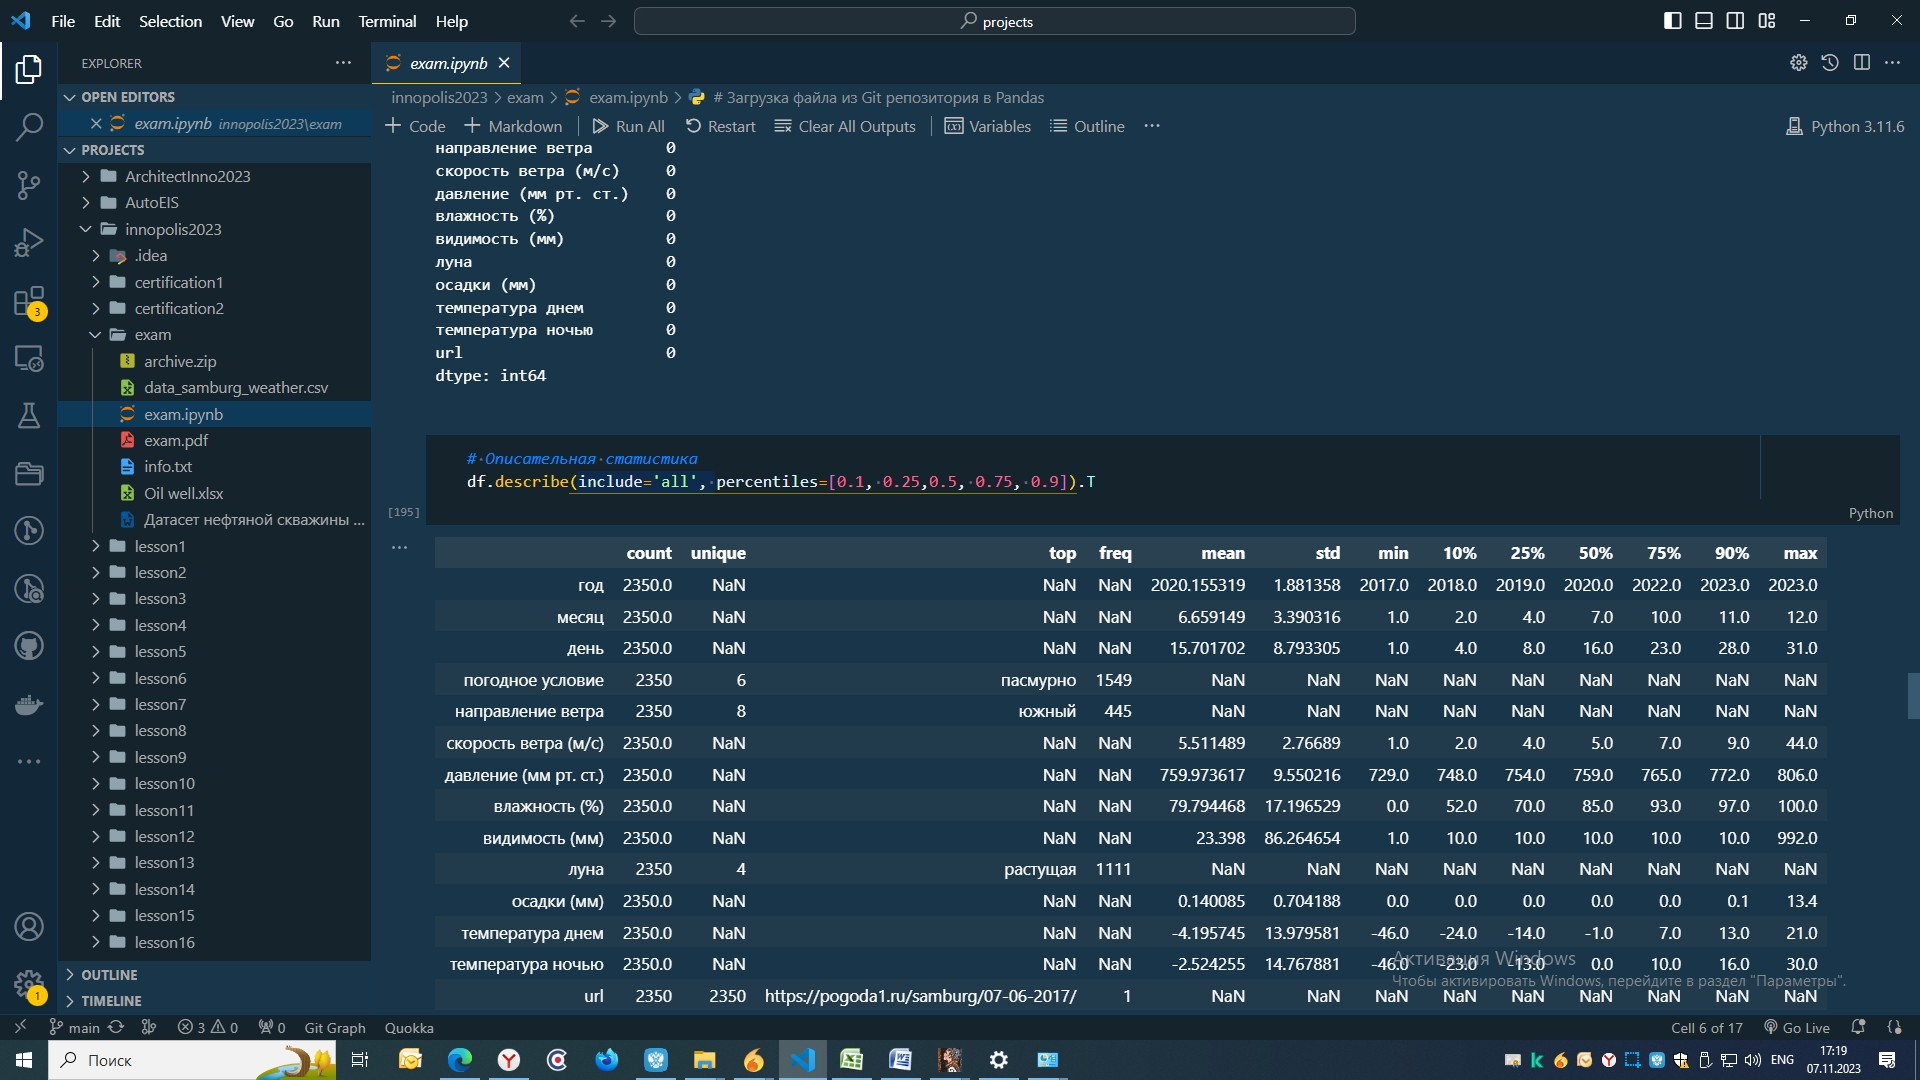 File Edit Selection View Go Run Terminal Help
projects
EXPLORER
exam.ipynb
OPEN EDITORS
innopolis2023 > exam > exam.ipynb > # Загрузка файла из Git репозитория в Pandas
exam.ipynb innopolis2023\exam
Code Markdown Run All Restart Clear All Outputs Variables Outline ... Python 3.11.6
PROJECTS
ArchitectInno2023
AutoEIS
innopolis2023
.idea
certification1
certification2
exam
archive.zip
data_samburg_weather.csv
exam.ipynb
exam.pdf
info.txt
Oil well.xlsx
Датасет нефтяной скважины ...
lesson1
lesson2
lesson3
lesson4
lesson5
lesson6
lesson7
lesson8
lesson9
lesson10
lesson11
lesson12
lesson13
lesson14
lesson15
lesson16
OUTLINE
TIMELINE
3
1
направление ветра 0
скорость ветра (м/с) 0
давление (мм рт. ст.) 0
влажность (%) 0
видимость (мм) 0
луна 0
осадки (мм) 0
температура днем 0
температура ночью 0
url 0
dtype: int64
# Описательная статистика
df.describe(include='all', percentiles=[0.1, 0.25,0.5, 0.75, 0.9]).T
[195]
Python
count unique top freq mean std min 10% 25% 50% 75% 90% max
год 2350.0 NaN NaN NaN 2020.155319 1.881358 2017.0 2018.0 2019.0 2020.0 2022.0 2023.0 2023.0
месяц 2350.0 NaN NaN NaN 6.659149 3.390316 1.0 2.0 4.0 7.0 10.0 11.0 12.0
день 2350.0 NaN NaN NaN 15.701702 8.793305 1.0 4.0 8.0 16.0 23.0 28.0 31.0
погодное условие 2350 6 пасмурно 1549 NaN NaN NaN NaN NaN NaN NaN NaN NaN
направление ветра 2350 8 южный 445 NaN NaN NaN NaN NaN NaN NaN NaN NaN
скорость ветра (м/с) 2350.0 NaN NaN NaN 5.511489 2.76689 1.0 2.0 4.0 5.0 7.0 9.0 44.0
давление (мм рт. ст.) 2350.0 NaN NaN NaN 759.973617 9.550216 729.0 748.0 754.0 759.0 765.0 772.0 806.0
влажность (%) 2350.0 NaN NaN NaN 79.794468 17.196529 0.0 52.0 70.0 85.0 93.0 97.0 100.0
видимость (мм) 2350.0 NaN NaN NaN 23.398 86.264654 1.0 10.0 10.0 10.0 10.0 10.0 992.0
луна 2350 4 растущая 1111 NaN NaN NaN NaN NaN NaN NaN NaN NaN
осадки (мм) 2350.0 NaN NaN NaN 0.140085 0.704188 0.0 0.0 0.0 0.0 0.0 0.1 13.4
температура днем 2350.0 NaN NaN NaN -4.195745 13.979581 -46.0 -24.0 -14.0 -1.0 7.0 13.0 21.0
температура ночью 2350.0 NaN NaN NaN -2.524255 14.767881 -46.0 -23.0 -13.0 0.0 10.0 16.0 30.0
url 2350 2350 https://pogoda1.ru/samburg/07-06-2017/ 1 NaN NaN NaN NaN NaN NaN NaN NaN NaN
Активация Windows
Чтобы активировать Windows, перейдите в раздел "Параметры".
main 3 0 0 Git Graph Quokka Cell 6 of 17 Go Live
Поиск
ENG
17:19
07.11.2023